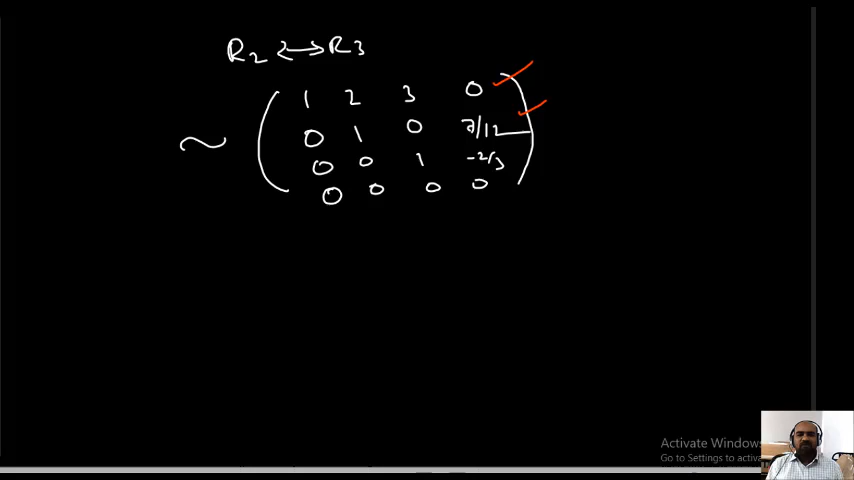 R2 ↔ R3
1 2 3 0
~ 0 1 0 7/12
0 0 1 -2/3
0 0 0 0
Activate Windows
Go to Settings to activa